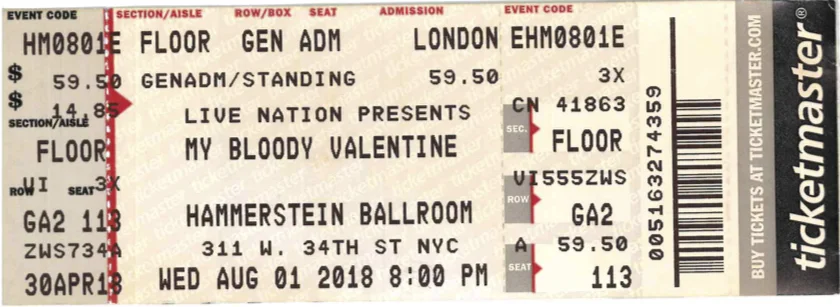 EVENT CODE SECTION/AISLE ROW/BOX SEAT ADMISSION EVENT CODE
HM0801E FLOOR GEN ADM LONDON EHM0801E
$ 59.50 GENADM/STANDING 59.50 3X
$ 14.85 LIVE NATION PRESENTS CN 41863
SECTION/AISLE SEC.
FLOOR MY BLOODY VALENTINE FLOOR
ROW VI SEAT 3X VI555ZWS
ROW
GA2 113 HAMMERSTEIN BALLROOM GA2
ZWS734A 311 W. 34TH ST NYC A 59.50
SEAT
30APR18 WED AUG 01 2018 8:00 PM 113
005163274359
BUY TICKETS AT TICKETMASTER.COM
ticketmaster®